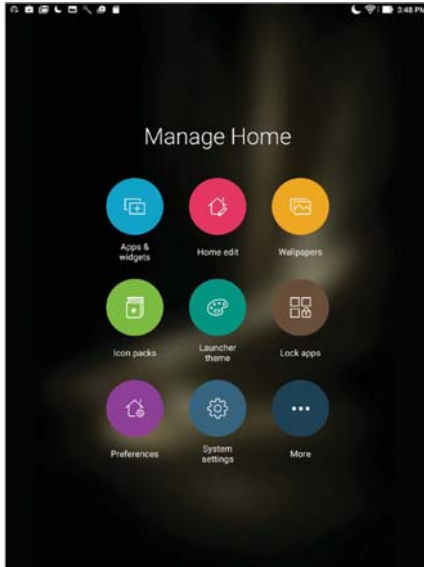 3:48 PM
Manage Home
Apps &
widgets
Home edit
Wallpapers
Icon packs
Launcher
theme
Lock apps
Preferences
System
settings
More